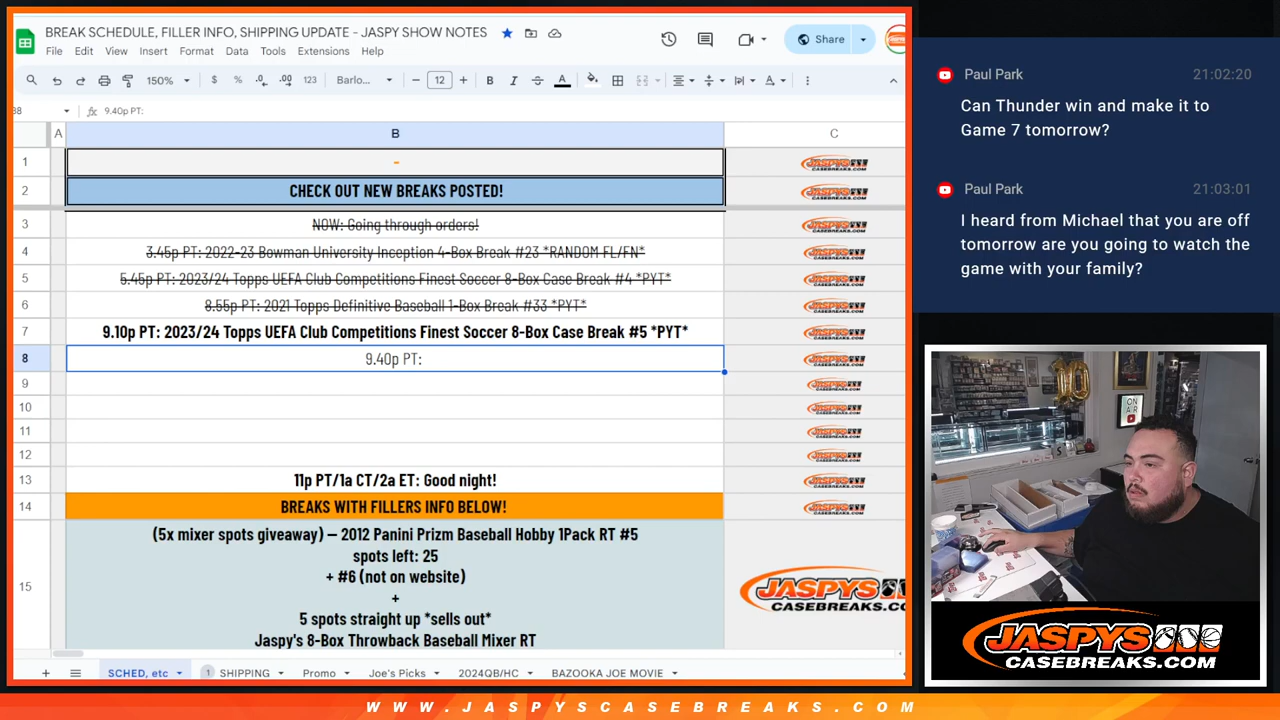 BREAK SCHEDULE, FILLER INFO, SHIPPING UPDATE - JASPY SHOW NOTES
File Edit View Insert Format Data Tools Extensions Help
Share
150% $ % .0 .00 123 Barlo... 12 B I A
9.40p PT:
A B C
1 -
2 CHECK OUT NEW BREAKS POSTED!
3 NOW: Going through orders!
4 3.45p PT: 2022-23 Bowman University Inception 4-Box Break #23 *RANDOM FL/FN*
5 5.45p PT: 2023/24 Topps UEFA Club Competitions Finest Soccer 8-Box Case Break #4 *PYT*
6 8.55p PT: 2021 Topps Definitive Baseball 1-Box Break #33 *PYT*
7 9.10p PT: 2023/24 Topps UEFA Club Competitions Finest Soccer 8-Box Case Break #5 *PYT*
8 9.40p PT:
9
10
11
12
13 11p PT/1a CT/2a ET: Good night!
14 BREAKS WITH FILLERS INFO BELOW!
15 (5x mixer spots giveaway) — 2012 Panini Prizm Baseball Hobby 1Pack RT #5
spots left: 25
+ #6 (not on website)
+
5 spots straight up *sells out*
Jaspy's 8-Box Throwback Baseball Mixer RT
JASPYS
CASEBREAKS.COM
SCHED, etc 1 SHIPPING Promo Joe's Picks 2024QB/HC BAZOOKA JOE MOVIE
Paul Park 21:02:20
Can Thunder win and make it to
Game 7 tomorrow?
Paul Park 21:03:01
I heard from Michael that you are off
tomorrow are you going to watch the
game with your family?
ON
AIR
JASPYS
CASEBREAKS.COM
WWW.JASPYSCASEBREAKS.COM